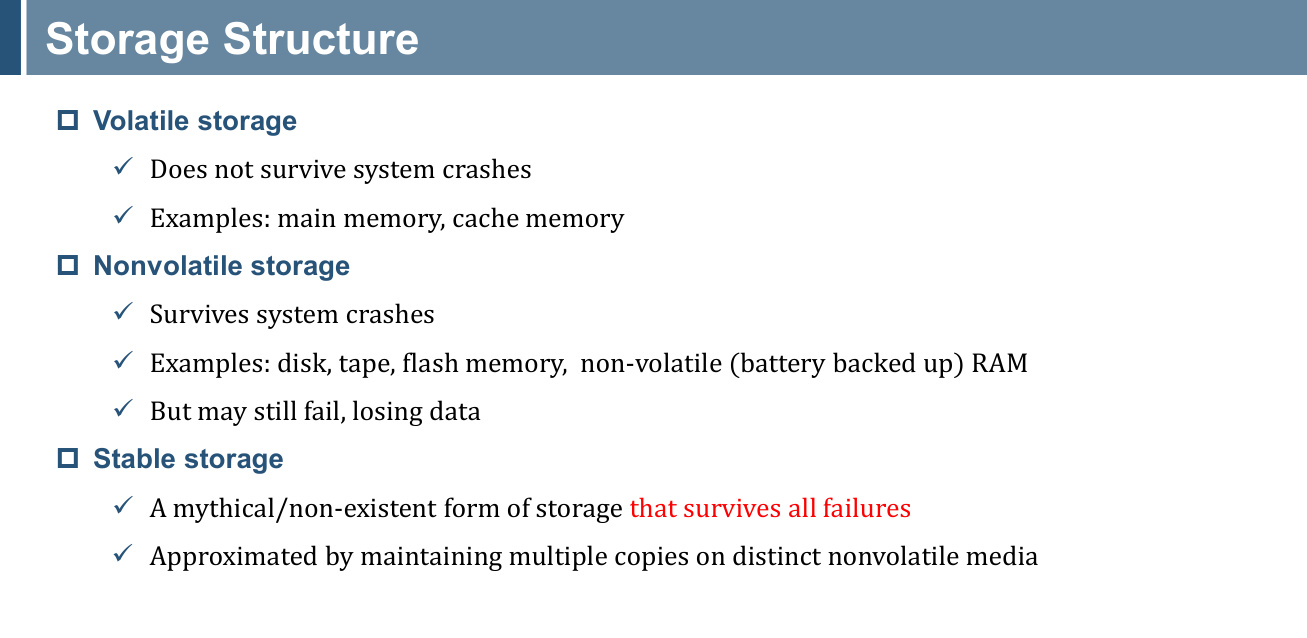 Storage Structure
Volatile storage
✓ Does not survive system crashes
✓ Examples: main memory, cache memory
Nonvolatile storage
✓ Survives system crashes
✓ Examples: disk, tape, flash memory,  non-volatile (battery backed up) RAM
✓ But may still fail, losing data
Stable storage
✓ A mythical/non-existent form of storage that survives all failures
✓ Approximated by maintaining multiple copies on distinct nonvolatile media